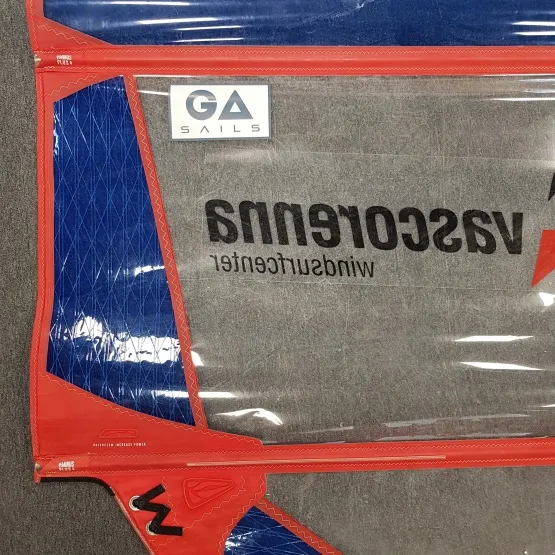 GA
SAILS
vascorenna
windsurfcenter
W